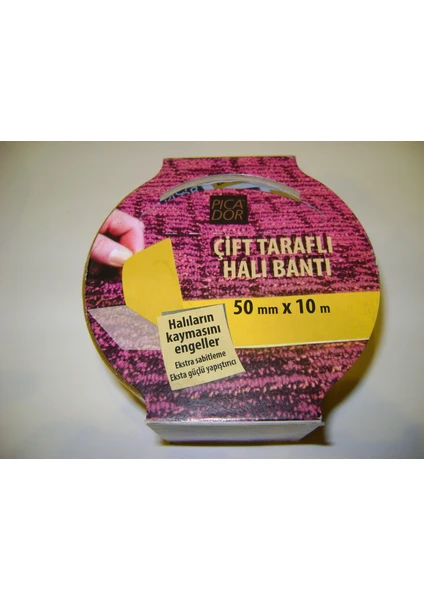 PICA
DOR
ÇİFT TARAFLI
HALI BANTI
50 mm x 10 m
Halıların
kaymasını
engeller
Ekstra sabitleme
Eksta güçlü yapıştırıcı